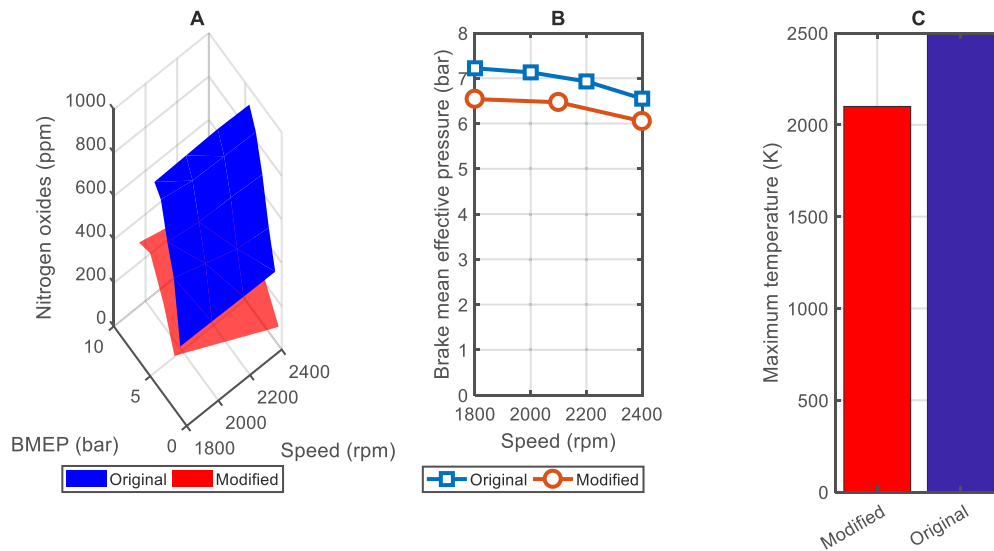 A
Nitrogen oxides (ppm)
1000
800
600
400
200
0
10
5
0
BMEP (bar)
1800
2000
2200
2400
Speed (rpm)
Original
Modified
B
Brake mean effective pressure (bar)
8
7
6
5
4
3
2
1
0
1800
2000
2200
2400
Speed (rpm)
Original
Modified
C
Maximum temperature (K)
2500
2000
1500
1000
500
0
Modified
Original